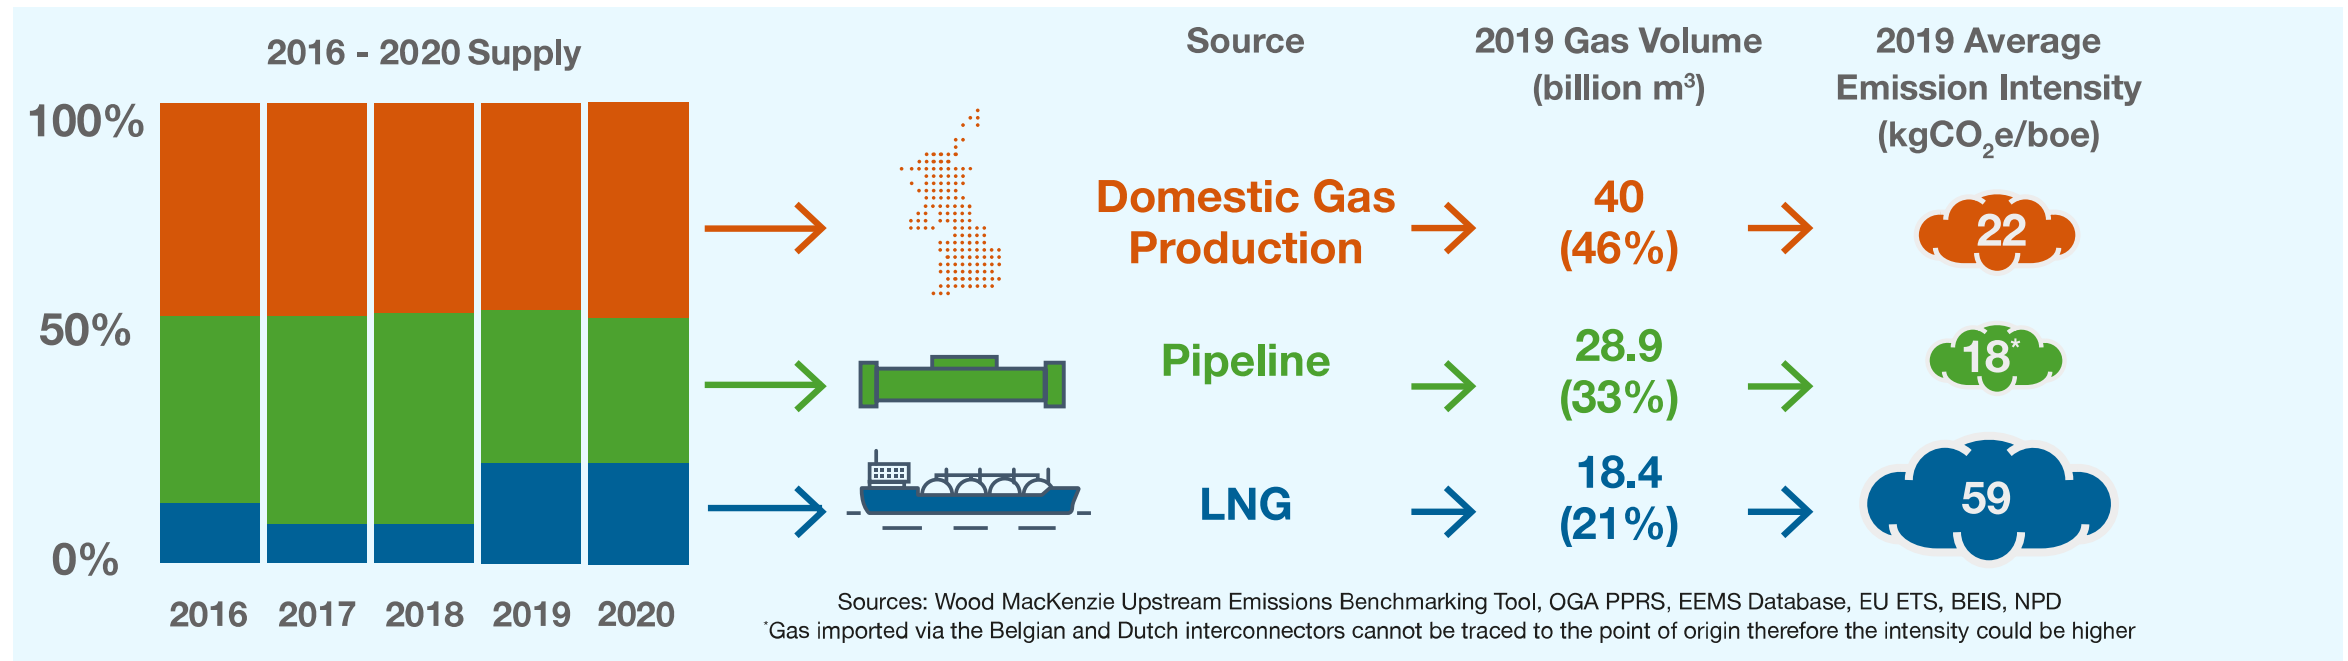 2016 - 2020 Supply
100%
50%
0%
2016 2017 2018 2019 2020
Source
2019 Gas Volume
(billion m³)
2019 Average
Emission Intensity
(kgCO₂e/boe)
Domestic Gas
Production
40
(46%)
22
Pipeline
28.9
(33%)
18*
LNG
18.4
(21%)
59
Sources: Wood MacKenzie Upstream Emissions Benchmarking Tool, OGA PPRS, EEMS Database, EU ETS, BEIS, NPD
*Gas imported via the Belgian and Dutch interconnectors cannot be traced to the point of origin therefore the intensity could be higher